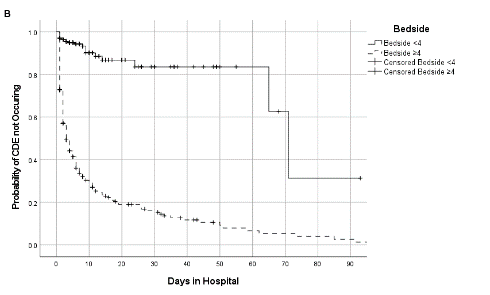 B
Bedside
Bedside <4
Bedside ≥4
Censored Bedside <4
Censored Bedside ≥4
Probability of CDE not Occuring
1.0
0.8
0.6
0.4
0.2
0.0
0 10 20 30 40 50 60 70 80 90
Days in Hospital